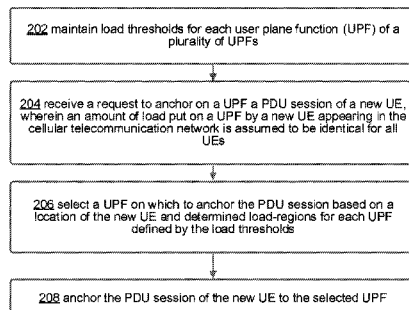 202 maintain load thresholds for each user plane function (UPF) of a
plurality of UPFs
204 receive a request to anchor on a UPF a PDU session of a new UE,
wherein an amount of load put on a UPF by a new UE appearing in the
cellular telecommunication network is assumed to be identical for all
UEs
206 select a UPF on which to anchor the PDU session based on a
location of the new UE and determined load-regions for each UPF
defined by the load thresholds
208 anchor the PDU session of the new UE to the selected UPF